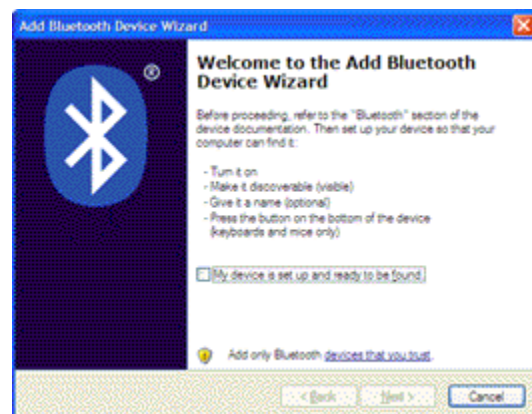 Add Bluetooth Device Wizard
®
Welcome to the Add Bluetooth
Device Wizard
Before proceeding, refer to the "Bluetooth" section of the
device documentation. Then set up your device so that your
computer can find it:
- Turn it on
- Make it discoverable (visible)
- Give it a name (optional)
- Press the button on the bottom of the device
(keyboards and mice only)
My device is set up and ready to be found.
Add only Bluetooth devices that you trust.
< Back Next > Cancel